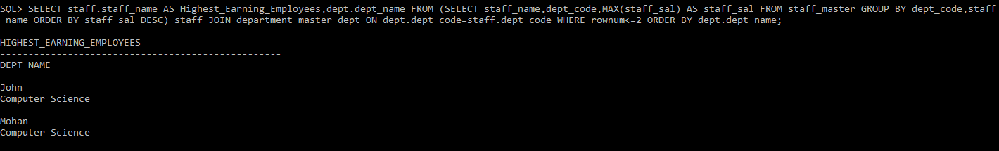 SQL> SELECT staff.staff_name AS Highest_Earning_Employees,dept.dept_name FROM (SELECT staff_name,dept_code,MAX(staff_sal) AS staff_sal FROM staff_master GROUP BY dept_code,staff
_name ORDER BY staff_sal DESC) staff JOIN department_master dept ON dept.dept_code=staff.dept_code WHERE rownum<=2 ORDER BY dept.dept_name;
HIGHEST_EARNING_EMPLOYEES
--------------------------------------------------
DEPT_NAME
--------------------------------------------------
John
Computer Science
Mohan
Computer Science